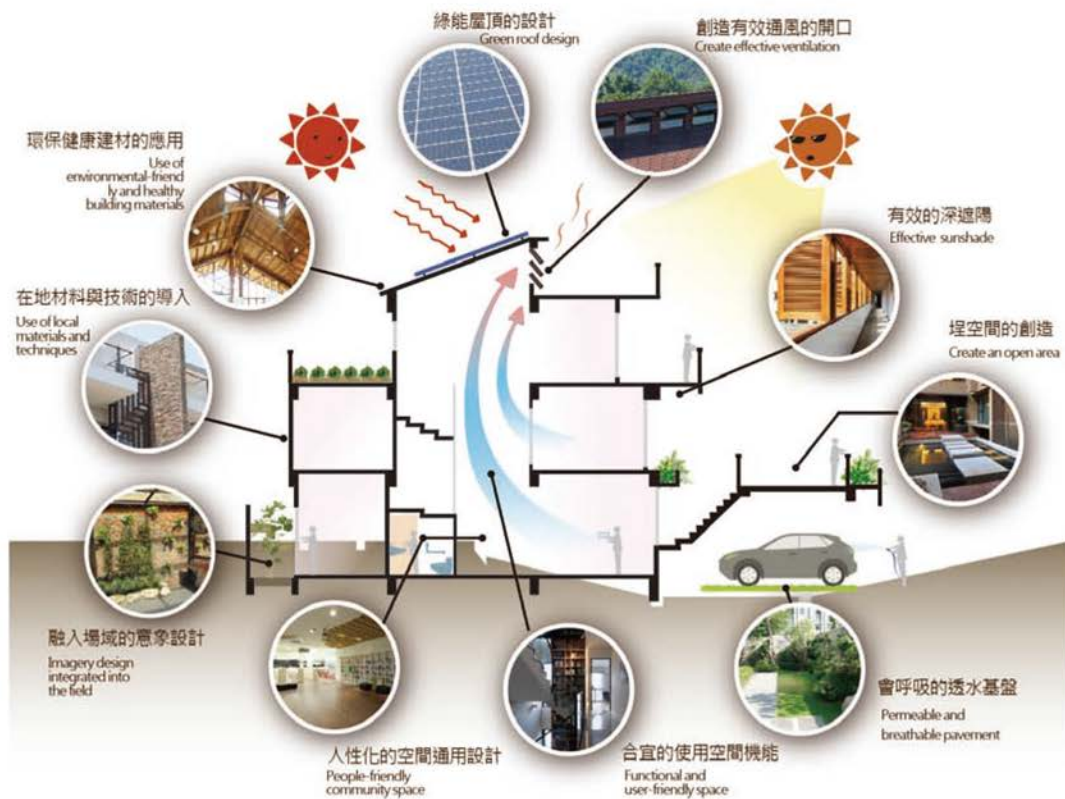 綠能屋頂的設計
Green roof design
創造有效通風的開口
Create effective ventilation
環保健康建材的應用
Use of
environmental-friend
ly and healthy
building materials
有效的深遮陽
Effective sunshade
在地材料與技術的導入
Use of local
materials and
techniques
埕空間的創造
Create an open area
融入場域的意象設計
Imagery design
integrated into
the field
會呼吸的透水基盤
Permeable and
breathable pavement
人性化的空間通用設計
People-friendly
community space
合宜的使用空間機能
Functional and
user-friendly space